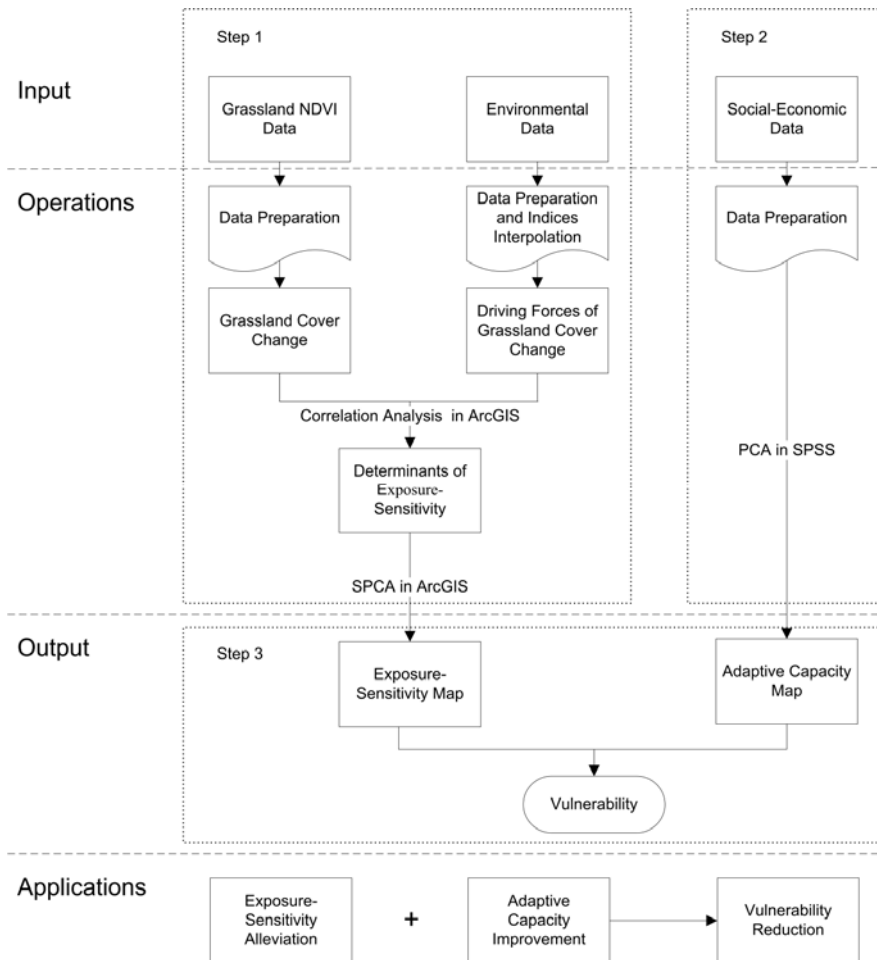 Step 1
Step 2
Input
Grassland NDVI
Data
Environmental
Data
Social-Economic
Data
Operations
Data Preparation
Data Preparation
and Indices
Interpolation
Data Preparation
Grassland Cover
Change
Driving Forces of
Grassland Cover
Change
Correlation Analysis in ArcGIS
PCA in SPSS
Determinants of
Exposure-
Sensitivity
SPCA in ArcGIS
Output
Step 3
Exposure-
Sensitivity Map
Adaptive Capacity
Map
Vulnerability
Applications
Exposure-
Sensitivity
Alleviation
+
Adaptive
Capacity
Improvement
Vulnerability
Reduction